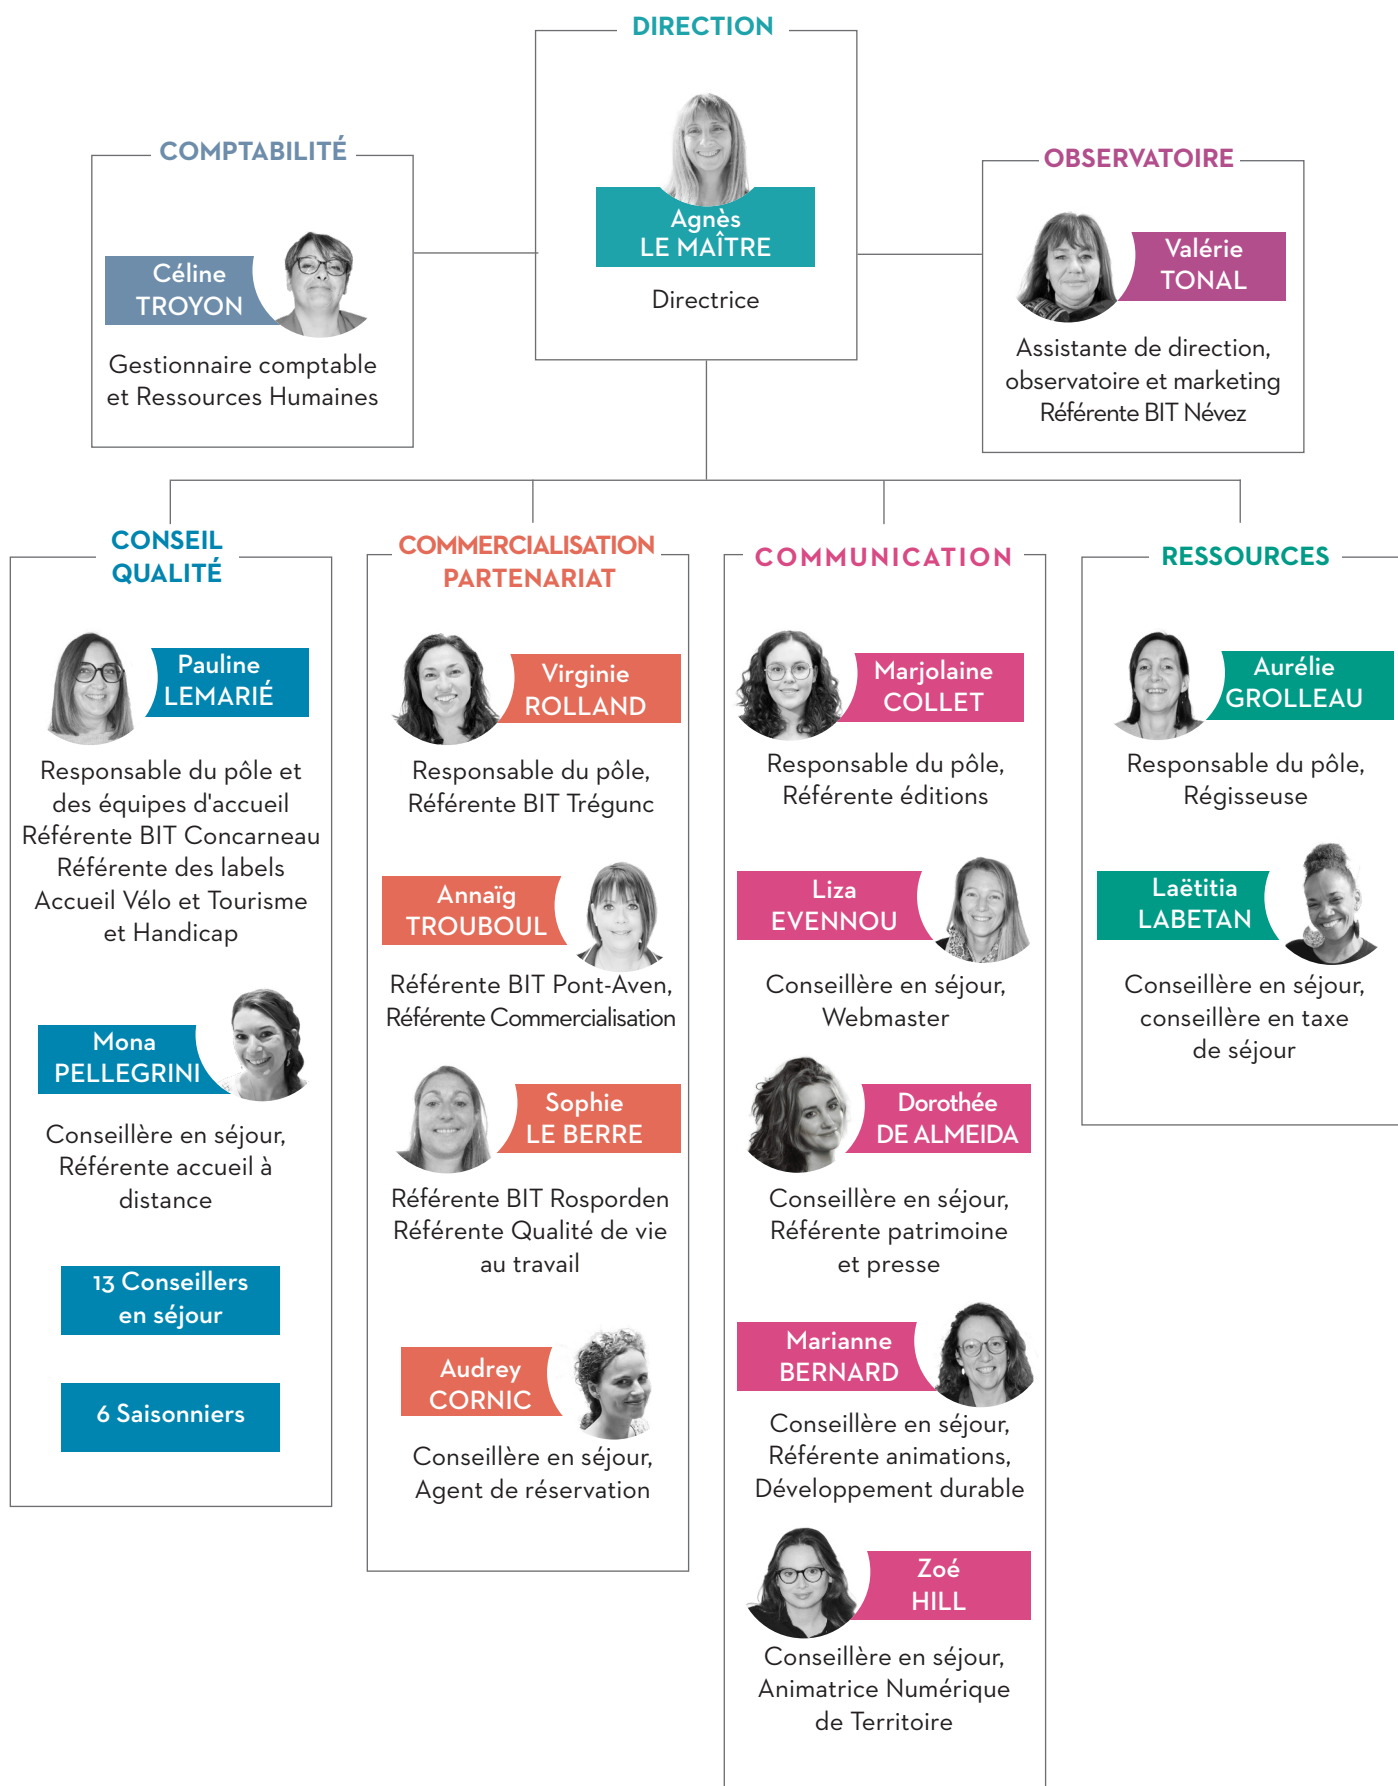 DIRECTION
Agnès
LE MAÎTRE
Directrice
COMPTABILITÉ
Céline
TROYON
Gestionnaire comptable
et Ressources Humaines
OBSERVATOIRE
Valérie
TONAL
Assistante de direction,
observatoire et marketing
Référente BIT Névez
CONSEIL
QUALITÉ
Pauline
LEMARIÉ
Responsable du pôle et
des équipes d'accueil
Référente BIT Concarneau
Référente des labels
Accueil Vélo et Tourisme
et Handicap
Mona
PELLEGRINI
Conseillère en séjour,
Référente accueil à
distance
13 Conseillers
en séjour
6 Saisonniers
COMMERCIALISATION
PARTENARIAT
Virginie
ROLLAND
Responsable du pôle,
Référente BIT Trégunc
Annaïg
TROUBOUL
Référente BIT Pont-Aven,
Référente Commercialisation
Sophie
LE BERRE
Référente BIT Rosporden
Référente Qualité de vie
au travail
Audrey
CORNIC
Conseillère en séjour,
Agent de réservation
COMMUNICATION
Marjolaine
COLLET
Responsable du pôle,
Référente éditions
Liza
EVENNOU
Conseillère en séjour,
Webmaster
Dorothée
DE ALMEIDA
Conseillère en séjour,
Référente patrimoine
et presse
Marianne
BERNARD
Conseillère en séjour,
Référente animations,
Développement durable
Zoé
HILL
Conseillère en séjour,
Animatrice Numérique
de Territoire
RESSOURCES
Aurélie
GROLLEAU
Responsable du pôle,
Régisseuse
Laëtitia
LABETAN
Conseillère en séjour,
conseillère en taxe
de séjour